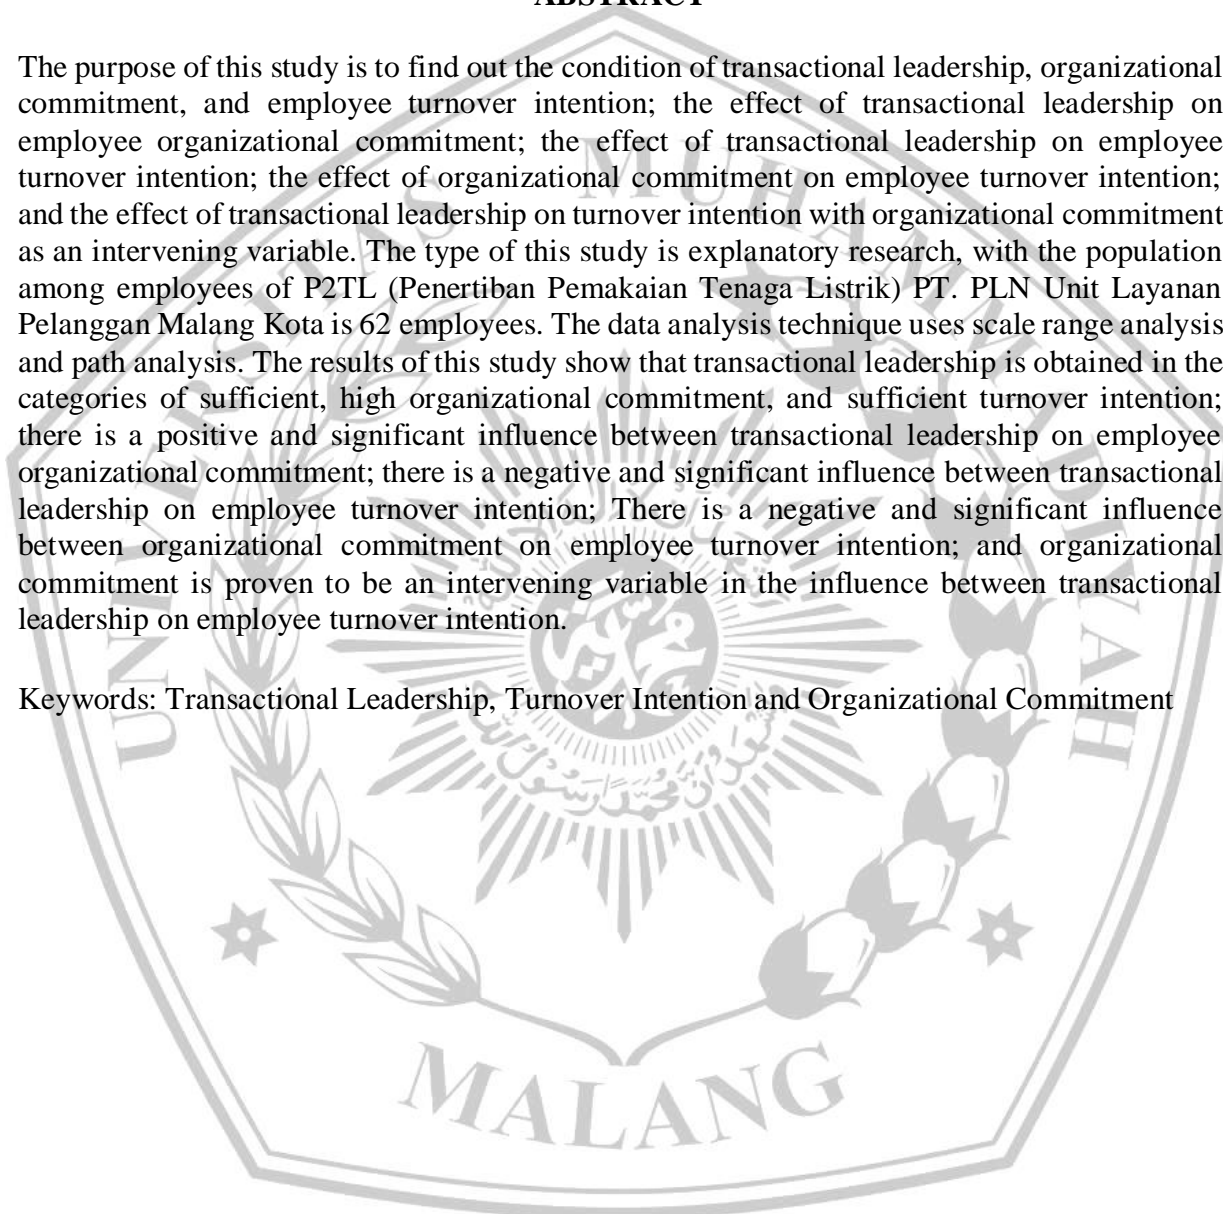 ABSTRACT
The purpose of this study is to find out the condition of transactional leadership, organizational
commitment, and employee turnover intention; the effect of transactional leadership on
employee organizational commitment; the effect of transactional leadership on employee
turnover intention; the effect of organizational commitment on employee turnover intention;
and the effect of transactional leadership on turnover intention with organizational commitment
as an intervening variable. The type of this study is explanatory research, with the population
among employees of P2TL (Penertiban Pemakaian Tenaga Listrik) PT. PLN Unit Layanan
Pelanggan Malang Kota is 62 employees. The data analysis technique uses scale range analysis
and path analysis. The results of this study show that transactional leadership is obtained in the
categories of sufficient, high organizational commitment, and sufficient turnover intention;
there is a positive and significant influence between transactional leadership on employee
organizational commitment; there is a negative and significant influence between transactional
leadership on employee turnover intention; There is a negative and significant influence
between organizational commitment on employee turnover intention; and organizational
commitment is proven to be an intervening variable in the influence between transactional
leadership on employee turnover intention.
Keywords: Transactional Leadership, Turnover Intention and Organizational Commitment
UNIVERSITAS MUHAMMADIYAH
MALANG